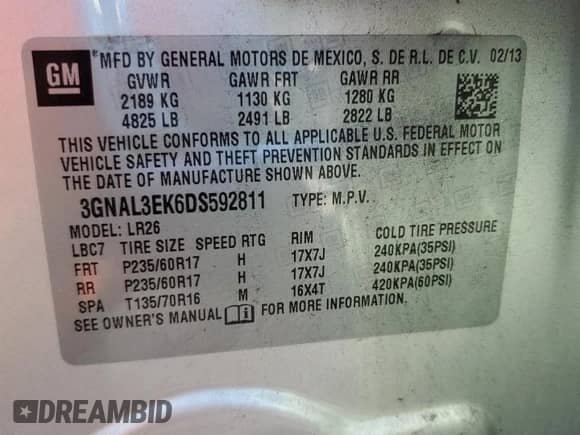 GM
*MFD BY GENERAL MOTORS DE MEXICO, S. DE R.L. DE C.V. 02/13
GVWR GAWR FRT GAWR RR
2189 KG 1130 KG 1280 KG
4825 LB 2491 LB 2822 LB
THIS VEHICLE CONFORMS TO ALL APPLICABLE U.S. FEDERAL MOTOR
VEHICLE SAFETY AND THEFT PREVENTION STANDARDS IN EFFECT ON
THE DATE OF MANUFACTURE SHOWN ABOVE.
3GNAL3EK6DS592811 TYPE: M.P.V.
MODEL: LR26
LBC7 TIRE SIZE SPEED RTG RIM COLD TIRE PRESSURE
FRT P235/60R17 H 17X7J 240KPA(35PSI)
RR P235/60R17 H 17X7J 240KPA(35PSI)
SPA T135/70R16 M 16X4T 420KPA(60PSI)
SEE OWNER'S MANUAL FOR MORE INFORMATION.
DREAMBID